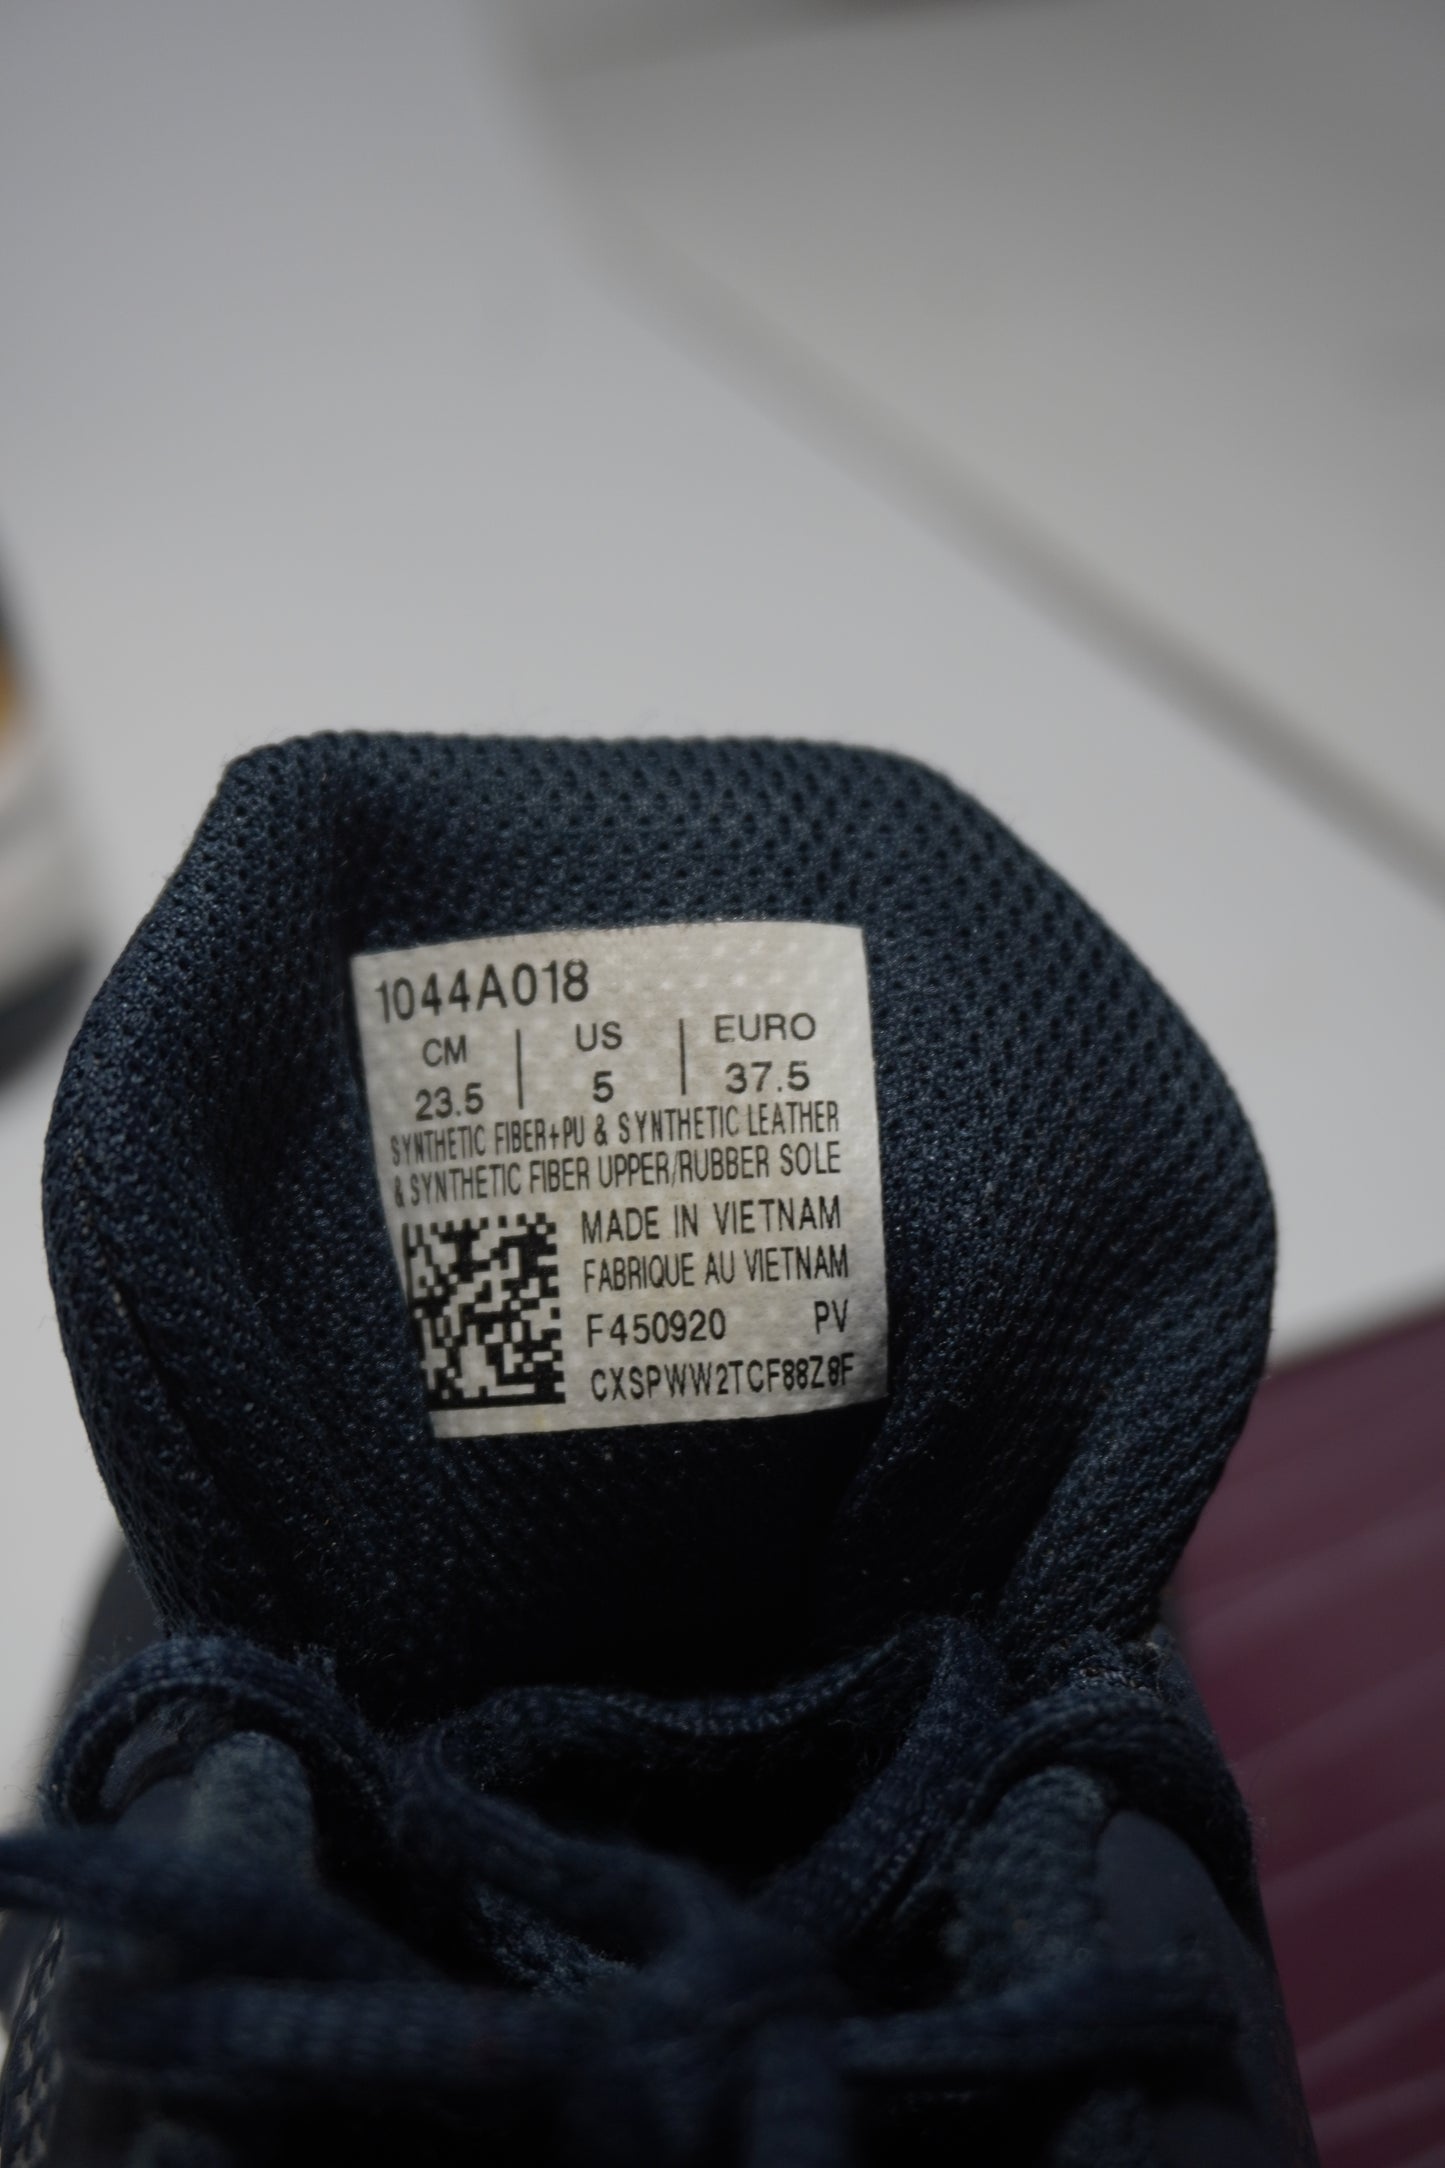 1044A018
CM | US | EURO
23.5 | 5 | 37.5
SYNTHETIC FIBER+PU & SYNTHETIC LEATHER
& SYNTHETIC FIBER UPPER/RUBBER SOLE
MADE IN VIETNAM
FABRIQUE AU VIETNAM
F450920 PV
CXSPWW2TCF88Z8F